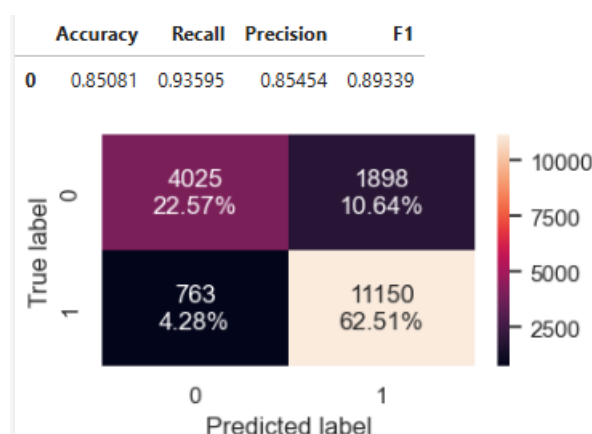 Accuracy Recall Precision F1
0 0.85081 0.93595 0.85454 0.89339
4025 1898
22.57% 10.64%
763 11150
4.28% 62.51%
True label
0
1
0 1
Predicted label
10000
7500
5000
2500